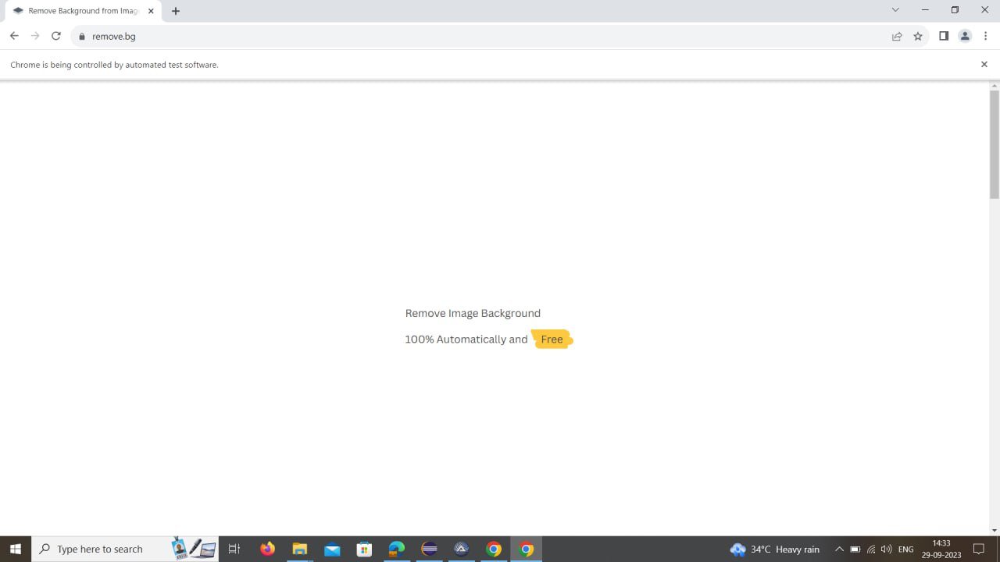 Remove Background from Imag
remove.bg
Chrome is being controlled by automated test software.
Remove Image Background
100% Automatically and Free
Type here to search
34°C Heavy rain
ENG
14:33
29-09-2023